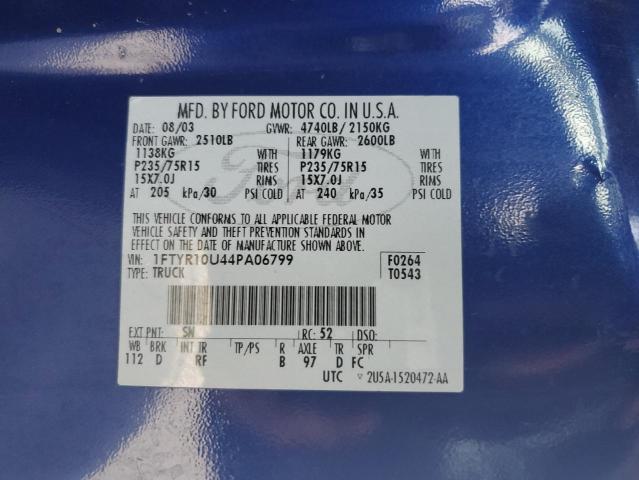 MFD. BY FORD MOTOR CO. IN U.S.A.
DATE: 08/03 GVWR: 4740LB/ 2150KG
FRONT GAWR: 2510LB REAR GAWR: 2600LB
1138KG WITH 1179KG WITH
P235/75R15 TIRES P235/75R15 TIRES
15X7.0J RIMS 15X7.0J RIMS
AT 205 kPa/30 PSI COLD AT 240 kPa/35 PSI COLD
Ford
THIS VEHICLE CONFORMS TO ALL APPLICABLE FEDERAL MOTOR
VEHICLE SAFETY AND THEFT PREVENTION STANDARDS IN
EFFECT ON THE DATE OF MANUFACTURE SHOWN ABOVE.
VIN: 1FTYR10U44PA06799 F0264
TYPE: TRUCK T0543
EXT PNT: SN RC: 52 DSO:
WB BRK INT TR TP/PS R AXLE TR SPR
112 D RF B 97 D FC
UTC 2U5A-1520472-AA